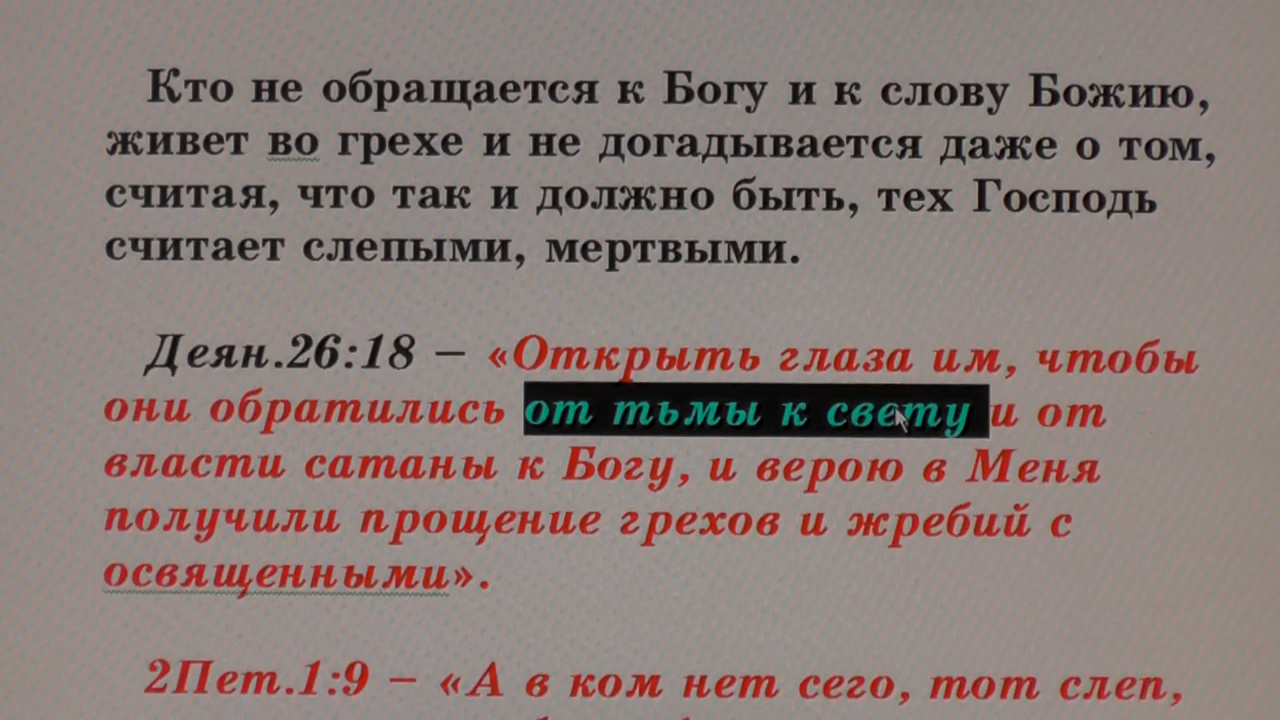 Кто не обращается к Богу и к слову Божию,
живет во грехе и не догадывается даже о том,
считая, что так и должно быть, тех Господь
считает слепыми, мертвыми.
Деян.26:18 – «Открыть глаза им, чтобы
они обратились от тьмы к свету и от
власти сатаны к Богу, и верою в Меня
получили прощение грехов и жребий с
освященными».
2Пет.1:9 – «А в ком нет сего, тот слеп,